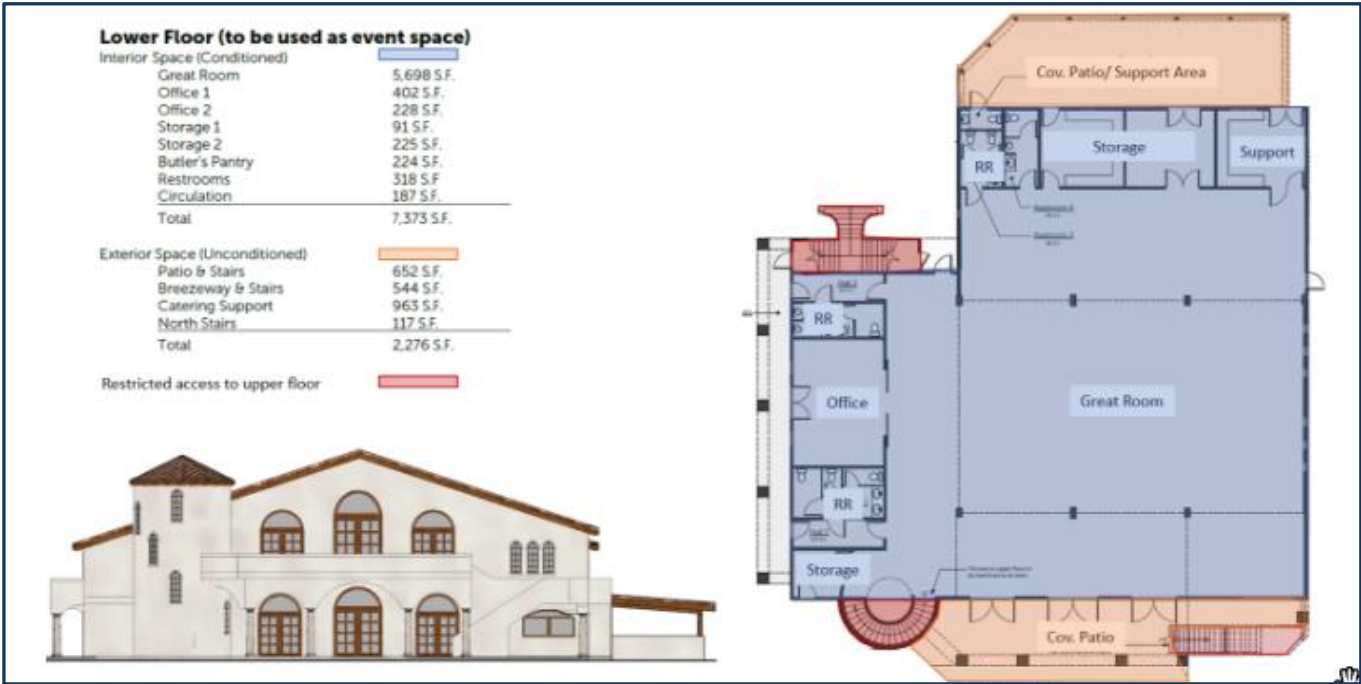 Lower Floor (to be used as event space)
Interior Space (Conditioned)
Great Room 5,698 S.F.
Office 1 402 S.F.
Office 2 228 S.F.
Storage 1 91 S.F.
Storage 2 225 S.F.
Butler's Pantry 224 S.F.
Restrooms 318 S.F
Circulation 187 S.F.
Total 7,373 S.F.
Exterior Space (Unconditioned)
Patio & Stairs 652 S.F.
Breezeway & Stairs 544 S.F.
Catering Support 963 S.F.
North Stairs 117 S.F.
Total 2,276 S.F.
Restricted access to upper floor
Cov. Patio/ Support Area
Storage
Support
RR
RR
Office
Great Room
RR
Storage
Cov. Patio